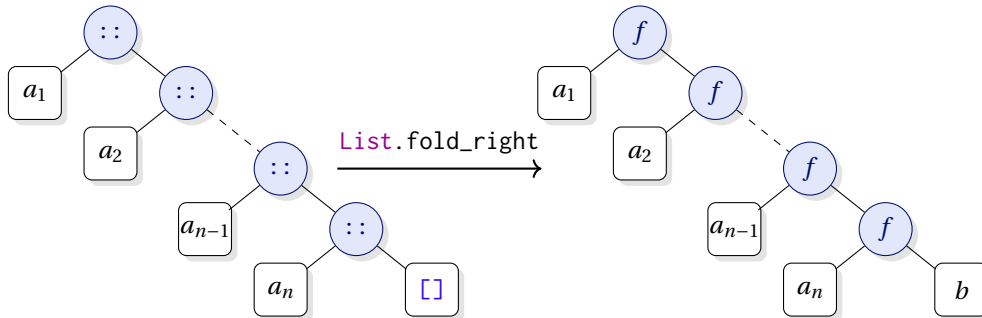 :: f
a₁ :: a₁ f
List.fold_right
a₂ :: a₂ f
aₙ₋₁ :: aₙ₋₁ f
aₙ [] aₙ b